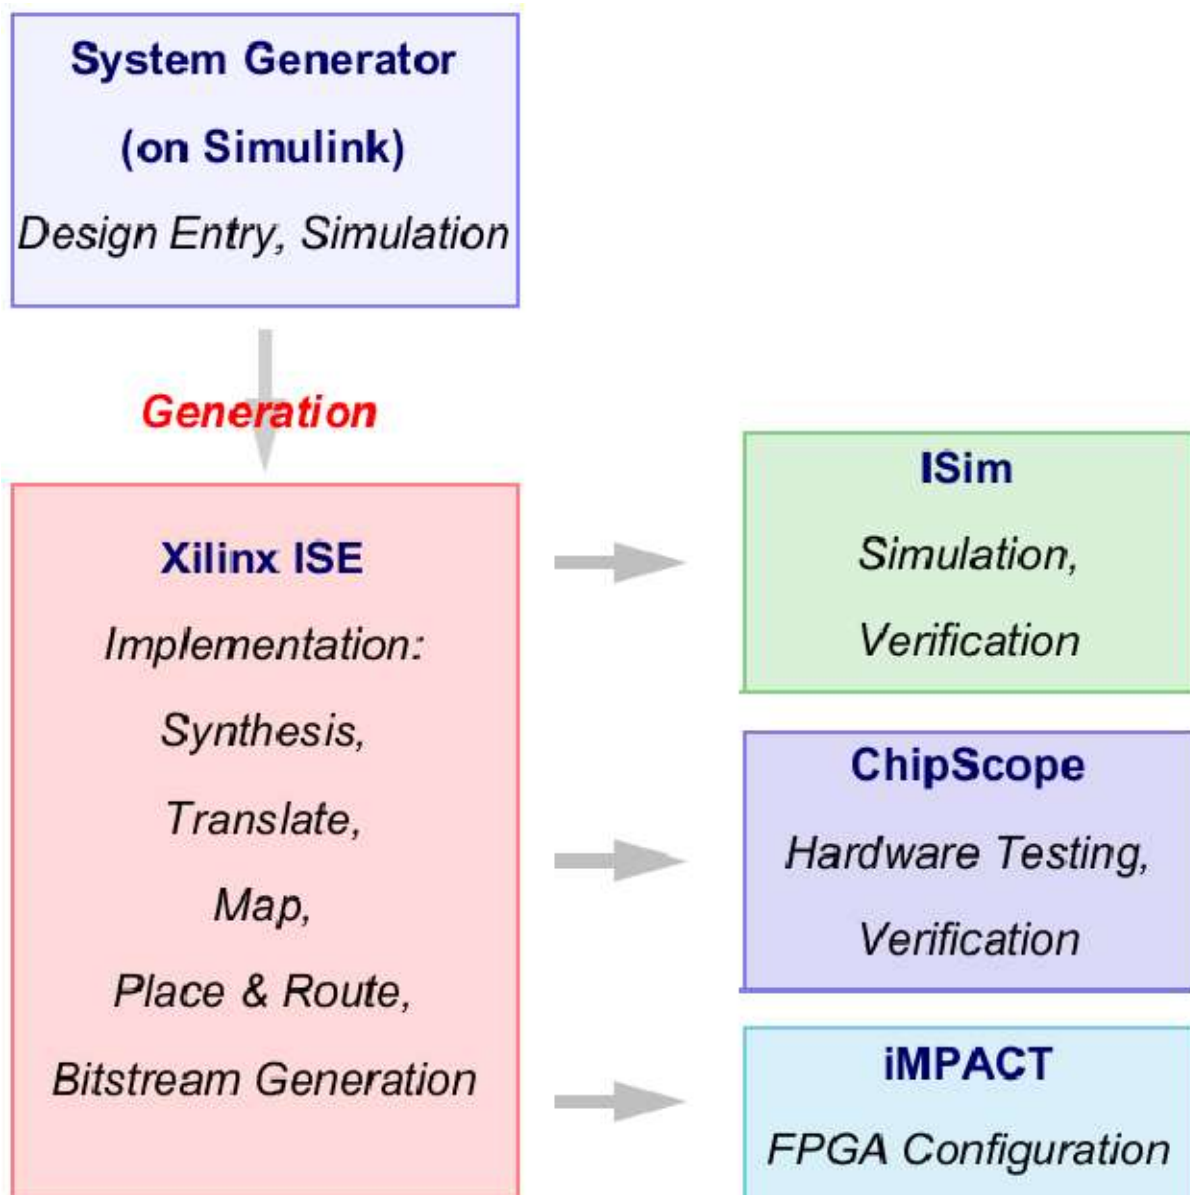 System Generator
(on Simulink)
Design Entry, Simulation
Generation
Xilinx ISE
Implementation:
Synthesis,
Translate,
Map,
Place & Route,
Bitstream Generation
ISim
Simulation,
Verification
ChipScope
Hardware Testing,
Verification
iMPACT
FPGA Configuration